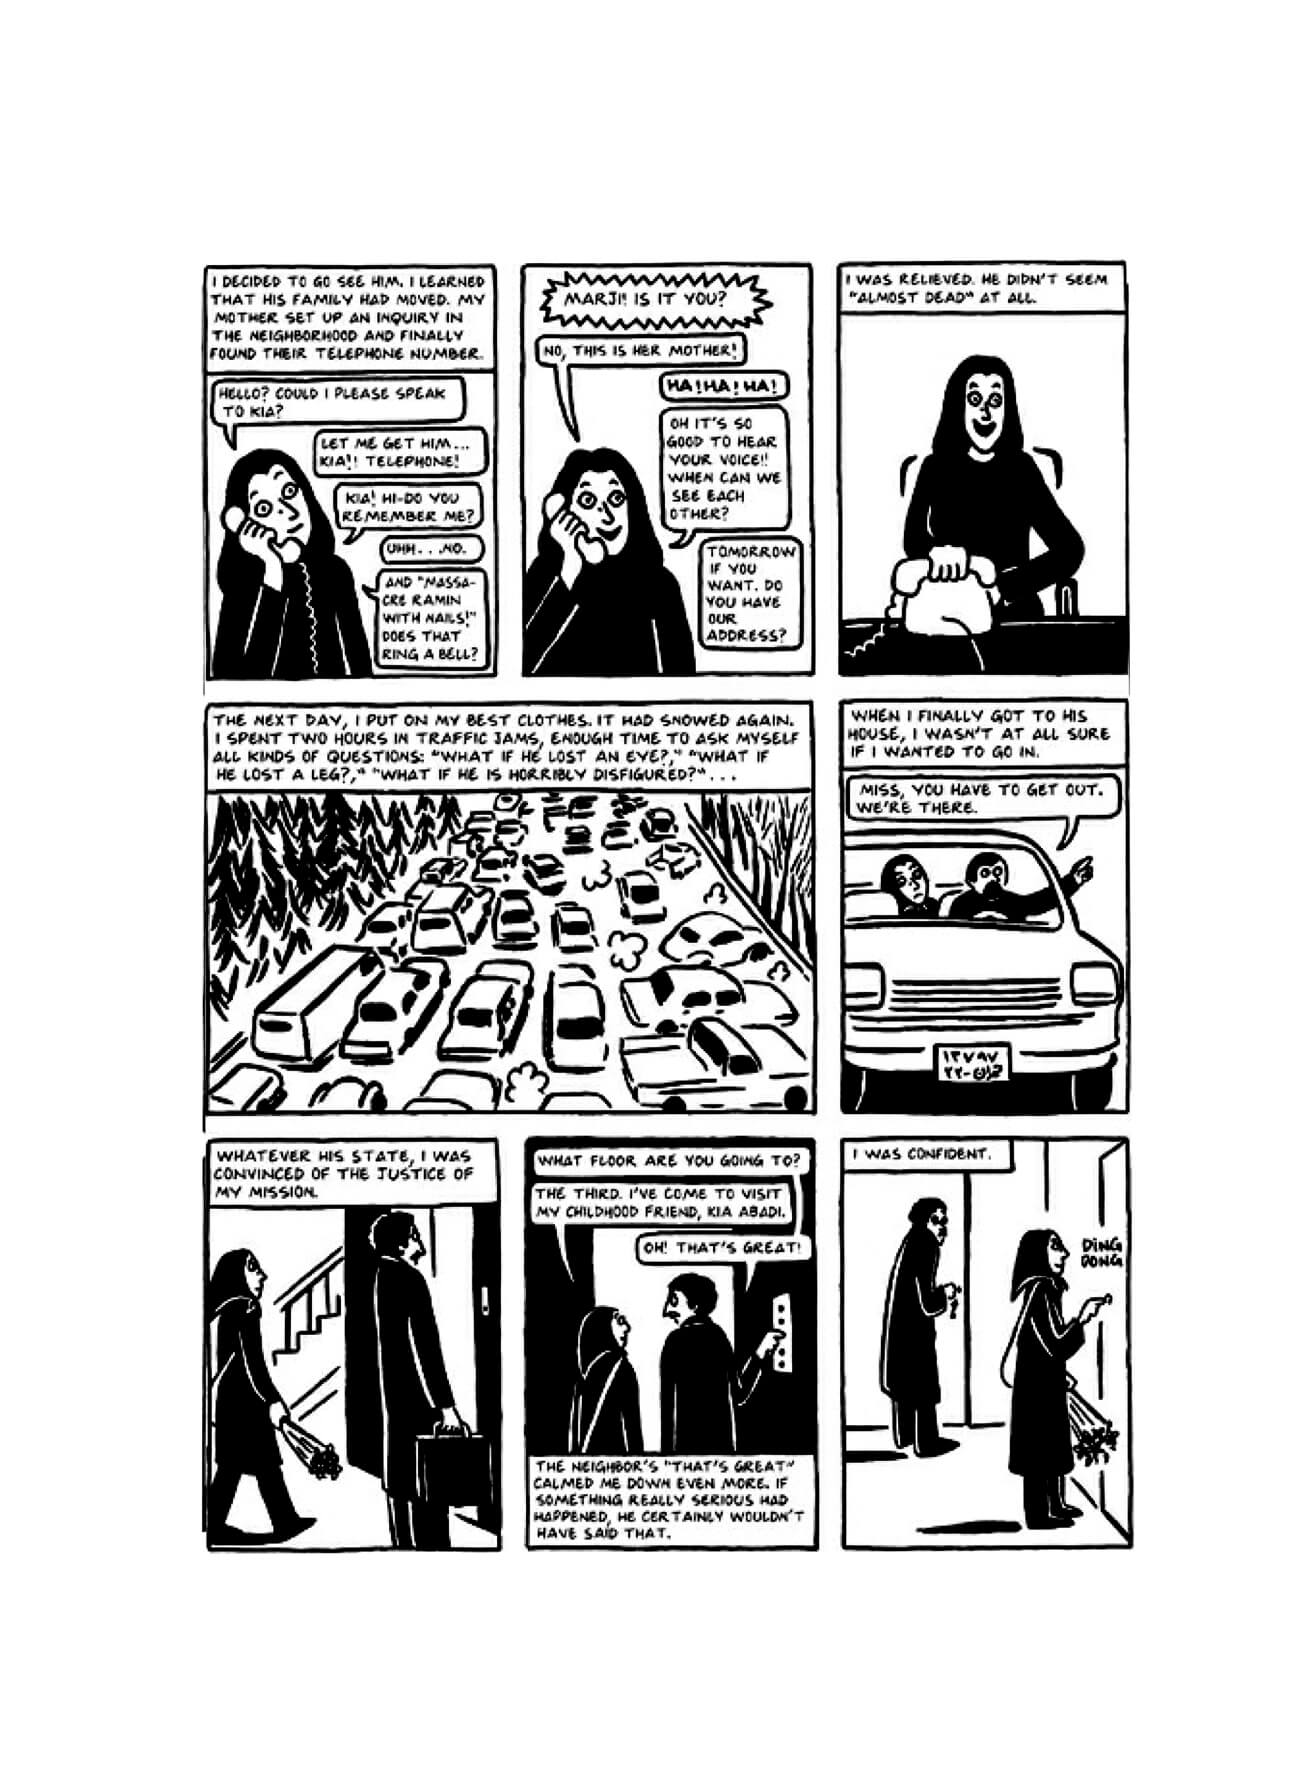 I DECIDED TO GO SEE HIM. I LEARNED
THAT HIS FAMILY HAD MOVED. MY
MOTHER SET UP AN INQUIRY IN
THE NEIGHBORHOOD AND FINALLY
FOUND THEIR TELEPHONE NUMBER.
HELLO? COULD I PLEASE SPEAK
TO KIA?
LET ME GET HIM...
KIA!! TELEPHONE!
KIA! HI-DO YOU
REMEMBER ME?
UHH...NO.
AND "MASSA-
CRE RAMIN
WITH NAILS!"
DOES THAT
RING A BELL?
MARJI! IS IT YOU?
NO, THIS IS HER MOTHER!
HA! HA! HA!
OH IT'S SO
GOOD TO HEAR
YOUR VOICE!!
WHEN CAN WE
SEE EACH
OTHER?
TOMORROW
IF YOU
WANT. DO
YOU HAVE
OUR
ADDRESS?
I WAS RELIEVED. HE DIDN'T SEEM
"ALMOST DEAD" AT ALL.
THE NEXT DAY, I PUT ON MY BEST CLOTHES. IT HAD SNOWED AGAIN.
I SPENT TWO HOURS IN TRAFFIC JAMS, ENOUGH TIME TO ASK MYSELF
ALL KINDS OF QUESTIONS: "WHAT IF HE LOST AN EYE?," "WHAT IF
HE LOST A LEG?," "WHAT IF HE IS HORRIBLY DISFIGURED?"...
WHEN I FINALLY GOT TO HIS
HOUSE, I WASN'T AT ALL SURE
IF I WANTED TO GO IN.
MISS, YOU HAVE TO GET OUT.
WE'RE THERE.
۱۲۷۹۷
WHATEVER HIS STATE, I WAS
CONVINCED OF THE JUSTICE OF
MY MISSION.
WHAT FLOOR ARE YOU GOING TO?
THE THIRD. I'VE COME TO VISIT
MY CHILDHOOD FRIEND, KIA ABADI.
OH! THAT'S GREAT!
THE NEIGHBOR'S "THAT'S GREAT"
CALMED ME DOWN EVEN MORE. IF
SOMETHING REALLY SERIOUS HAD
HAPPENED, HE CERTAINLY WOULDN'T
HAVE SAID THAT.
I WAS CONFIDENT.
DING
DONG